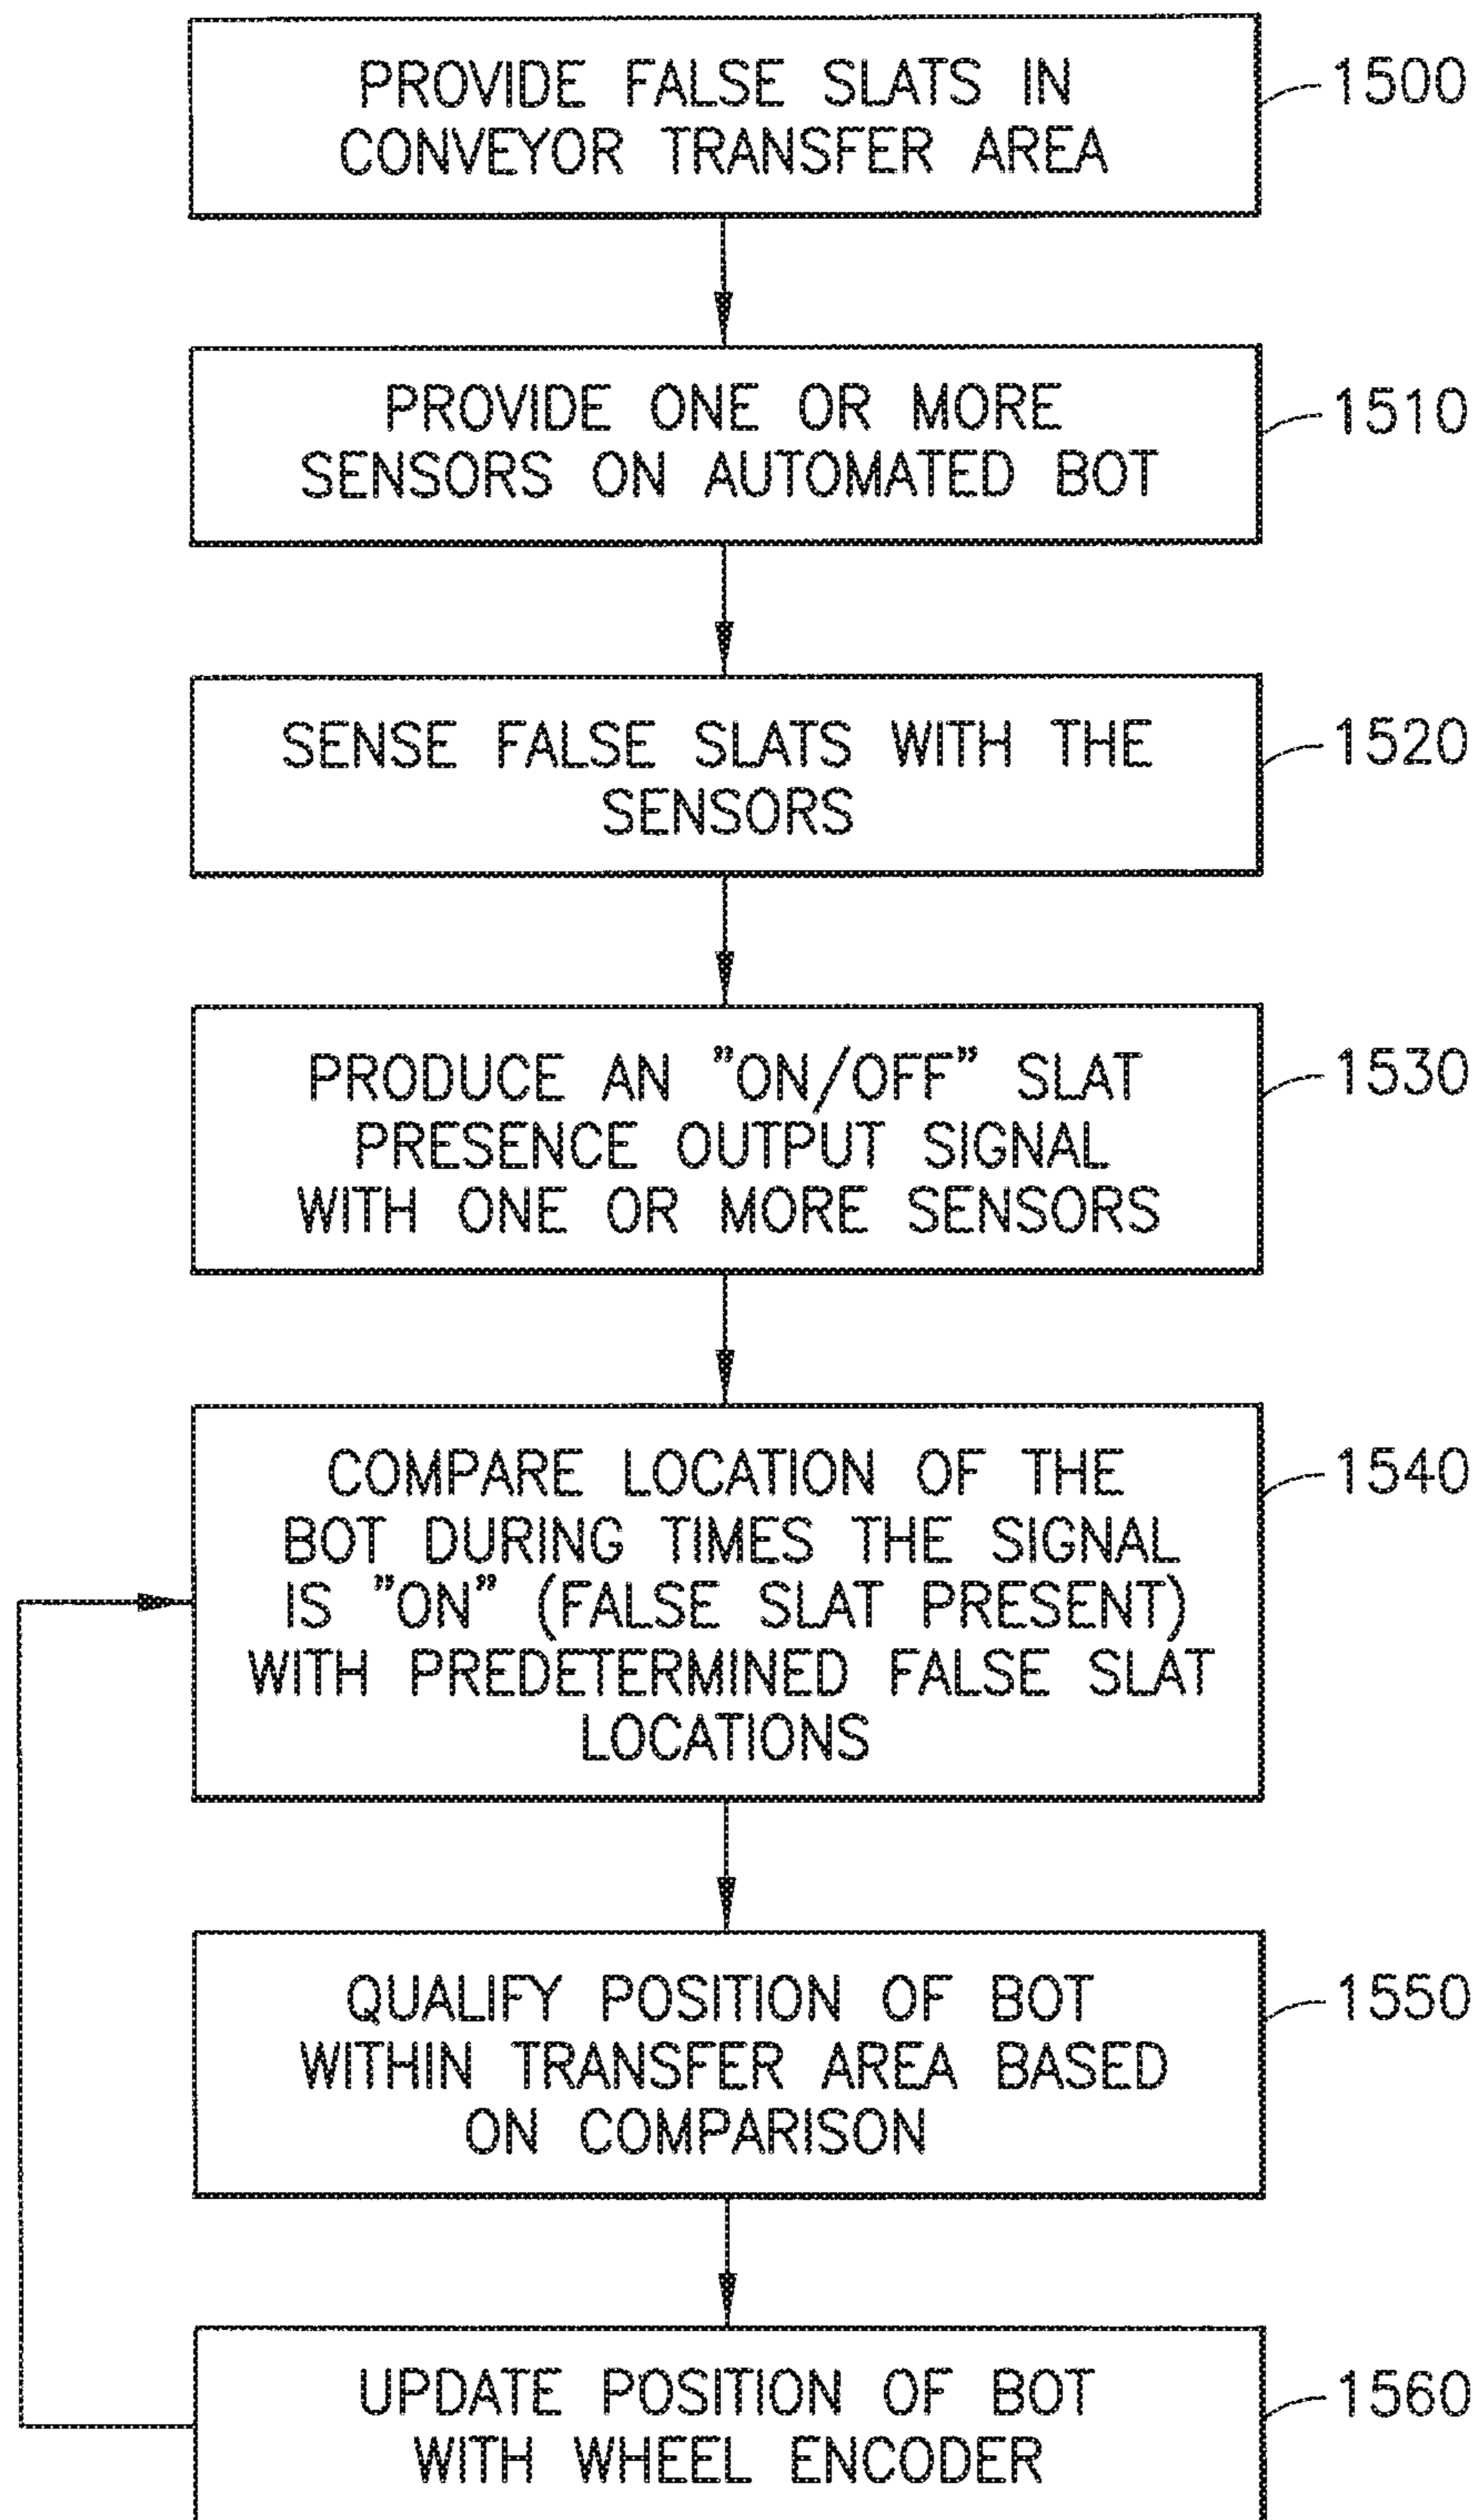 PROVIDE FALSE SLATS IN
CONVEYOR TRANSFER AREA
1500
PROVIDE ONE OR MORE
SENSORS ON AUTOMATED BOT
1510
SENSE FALSE SLATS WITH THE
SENSORS
1520
PRODUCE AN "ON/OFF" SLAT
PRESENCE OUTPUT SIGNAL
WITH ONE OR MORE SENSORS
1530
COMPARE LOCATION OF THE
BOT DURING TIMES THE SIGNAL
IS "ON" (FALSE SLAT PRESENT)
WITH PREDETERMINED FALSE SLAT
LOCATIONS
1540
QUALIFY POSITION OF BOT
WITHIN TRANSFER AREA BASED
ON COMPARISON
1550
UPDATE POSITION OF BOT
WITH WHEEL ENCODER
1560